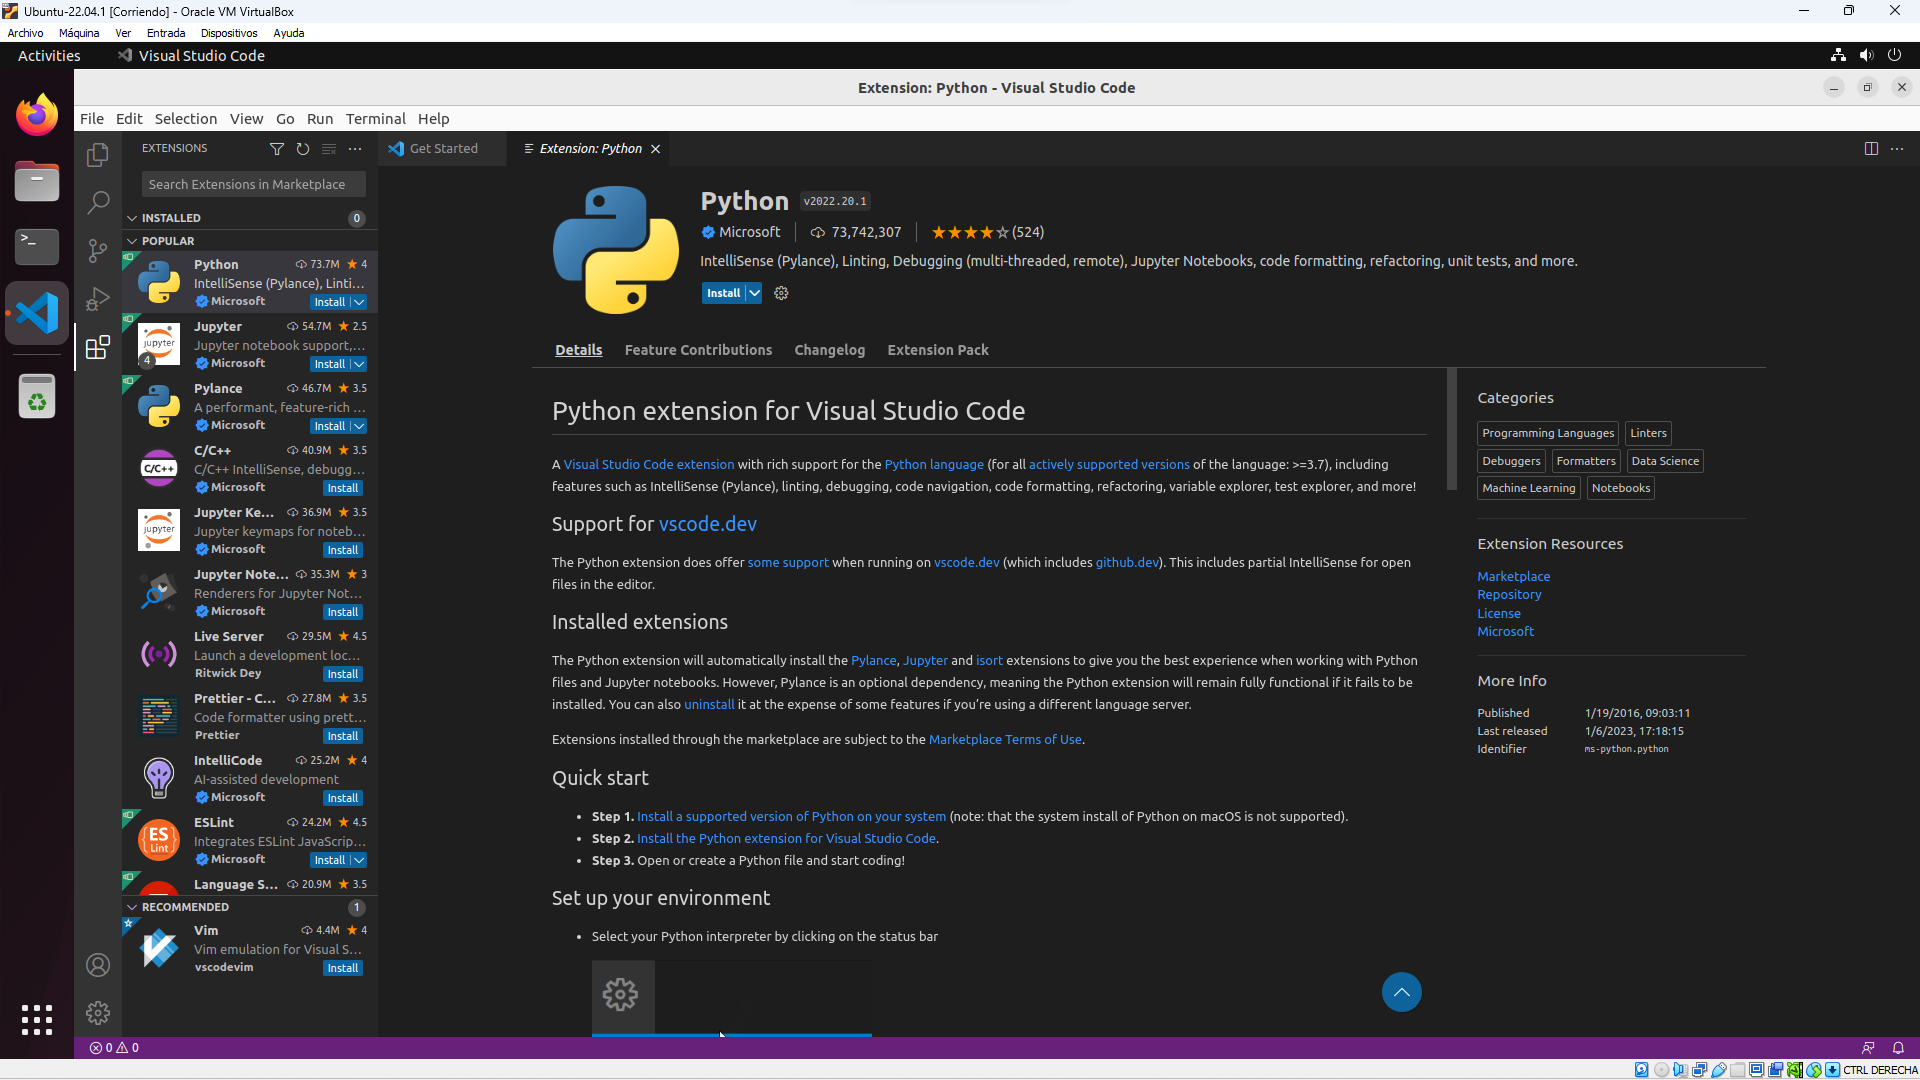 Ubuntu-22.04.1 [Corriendo] - Oracle VM VirtualBox
Archivo Máquina Ver Entrada Dispositivos Ayuda
Activities Visual Studio Code
Extension: Python - Visual Studio Code
File Edit Selection View Go Run Terminal Help
EXTENSIONS
Search Extensions in Marketplace
INSTALLED 0
POPULAR
Python 73.7M 4
IntelliSense (Pylance), Linti...
Microsoft Install
Jupyter 54.7M 2.5
Jupyter notebook support,...
4 Microsoft Install
Pylance 46.7M 3.5
A performant, feature-rich ...
Microsoft Install
C/C++ 40.9M 3.5
C/C++ C/C++ IntelliSense, debugg...
Microsoft Install
Jupyter Ke... 36.9M 3.5
jupyter Jupyter keymaps for noteb...
Microsoft Install
Jupyter Note... 35.3M 3
Renderers for Jupyter Not...
Microsoft Install
Live Server 29.5M 4.5
Launch a development loc...
Ritwick Dey Install
Prettier - C... 27.8M 3.5
Code formatter using prett...
Prettier Install
IntelliCode 25.2M 4
AI-assisted development
Microsoft Install
ESLint 24.2M 4.5
ES Lint Integrates ESLint JavaScrip...
Microsoft Install
Language S... 20.9M 3.5
RECOMMENDED 1
Vim 4.4M 4
Vim emulation for Visual S...
vscodevim Install
Get Started Extension: Python
Python v2022.20.1
Microsoft 73,742,307 (524)
IntelliSense (Pylance), Linting, Debugging (multi-threaded, remote), Jupyter Notebooks, code formatting, refactoring, unit tests, and more.
Install
Details Feature Contributions Changelog Extension Pack
Python extension for Visual Studio Code
A Visual Studio Code extension with rich support for the Python language (for all actively supported versions of the language: >=3.7), including
features such as IntelliSense (Pylance), linting, debugging, code navigation, code formatting, refactoring, variable explorer, test explorer, and more!
Support for vscode.dev
The Python extension does offer some support when running on vscode.dev (which includes github.dev). This includes partial IntelliSense for open
files in the editor.
Installed extensions
The Python extension will automatically install the Pylance, Jupyter and isort extensions to give you the best experience when working with Python
files and Jupyter notebooks. However, Pylance is an optional dependency, meaning the Python extension will remain fully functional if it fails to be
installed. You can also uninstall it at the expense of some features if you're using a different language server.
Extensions installed through the marketplace are subject to the Marketplace Terms of Use.
Quick start
• Step 1. Install a supported version of Python on your system (note: that the system install of Python on macOS is not supported).
• Step 2. Install the Python extension for Visual Studio Code.
• Step 3. Open or create a Python file and start coding!
Set up your environment
• Select your Python interpreter by clicking on the status bar
Categories
Programming Languages Linters
Debuggers Formatters Data Science
Machine Learning Notebooks
Extension Resources
Marketplace
Repository
License
Microsoft
More Info
Published 1/19/2016, 09:03:11
Last released 1/6/2023, 17:18:15
Identifier ms-python.python
0 0
CTRL DERECHA